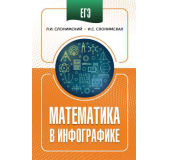 ЕГЭ
Л.И. СЛОНИМСКИЙ • И.С. СЛОНИМСКАЯ
МАТЕМАТИКА
В ИНФОГРАФИКЕ